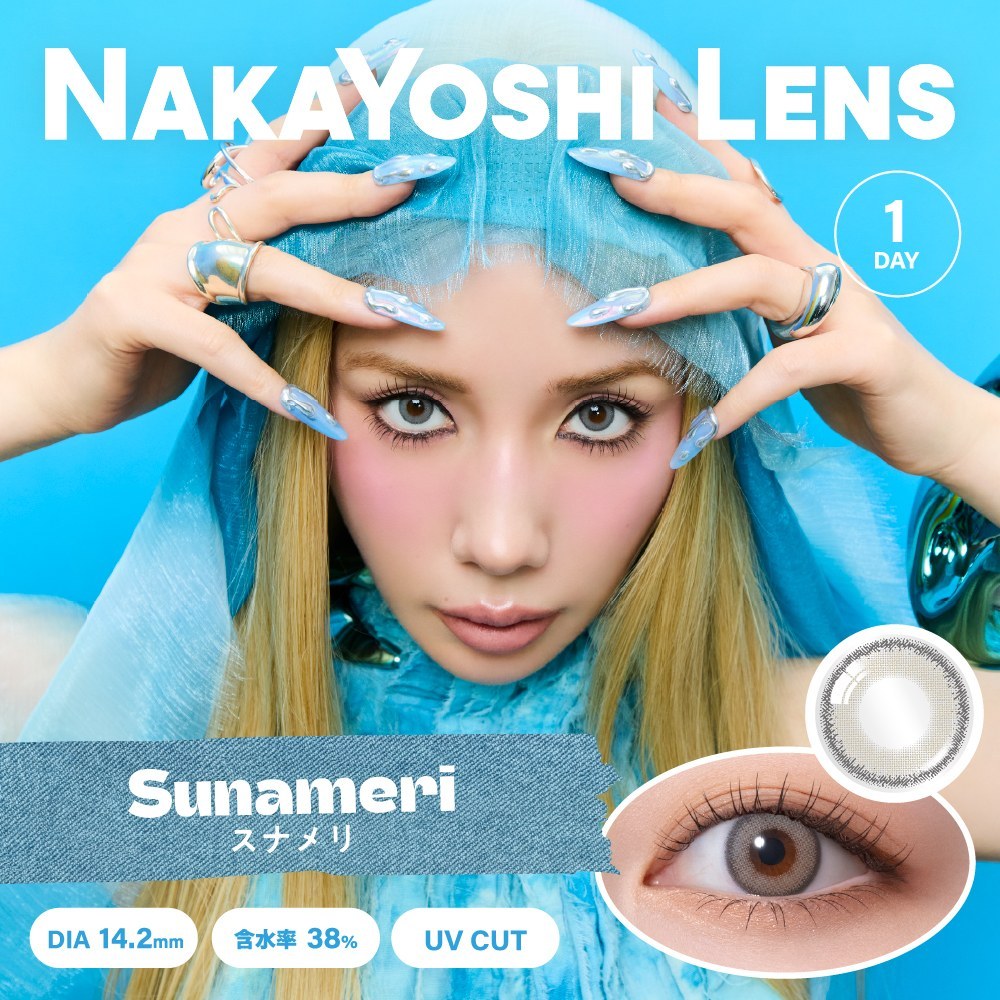 NAKAYOSHI LENS
1
DAY
Sunameri
スナメリ
DIA 14.2mm
含水率 38%
UV CUT